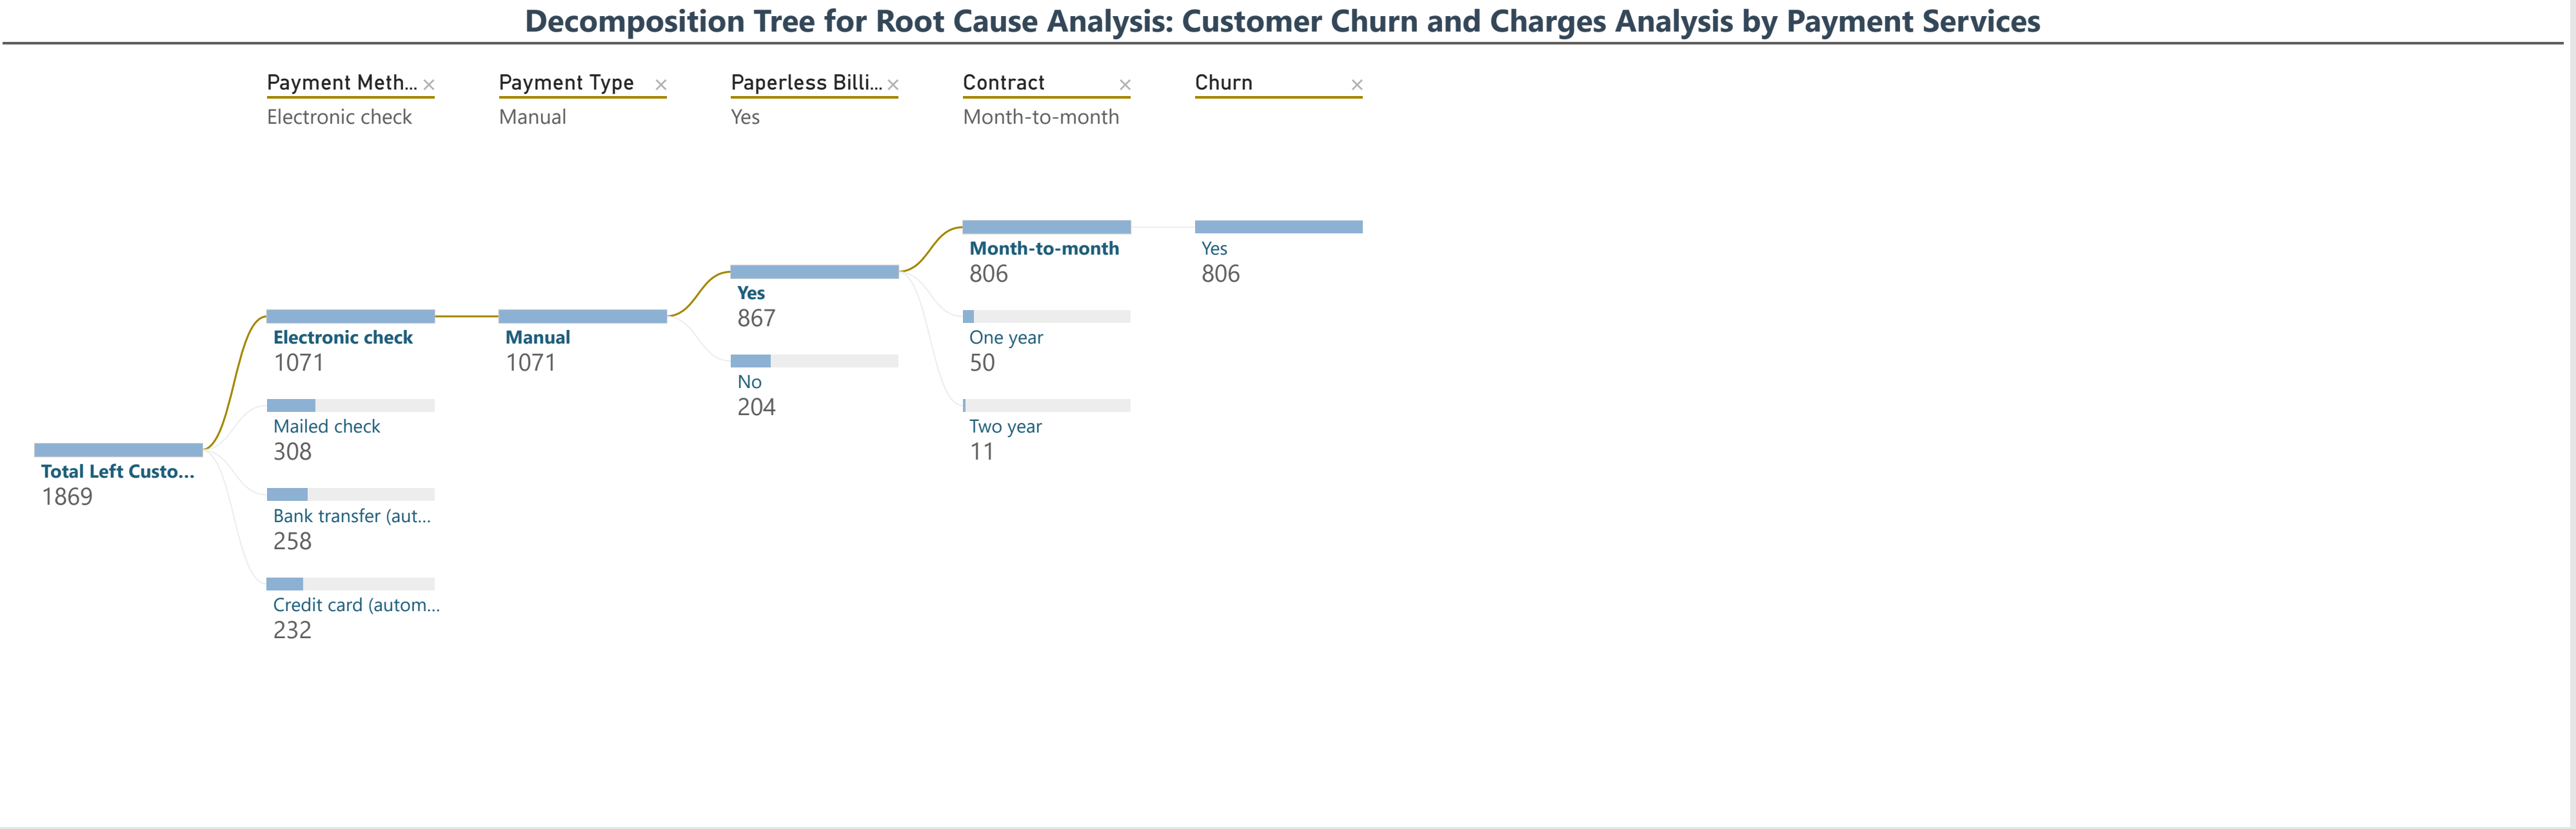 Decomposition Tree for Root Cause Analysis: Customer Churn and Charges Analysis by Payment Services
Payment Meth... ×
Electronic check
Payment Type ×
Manual
Paperless Billi... ×
Yes
Contract ×
Month-to-month
Churn ×
Total Left Custo...
1869
Electronic check
1071
Mailed check
308
Bank transfer (aut...
258
Credit card (autom...
232
Manual
1071
Yes
867
No
204
Month-to-month
806
One year
50
Two year
11
Yes
806